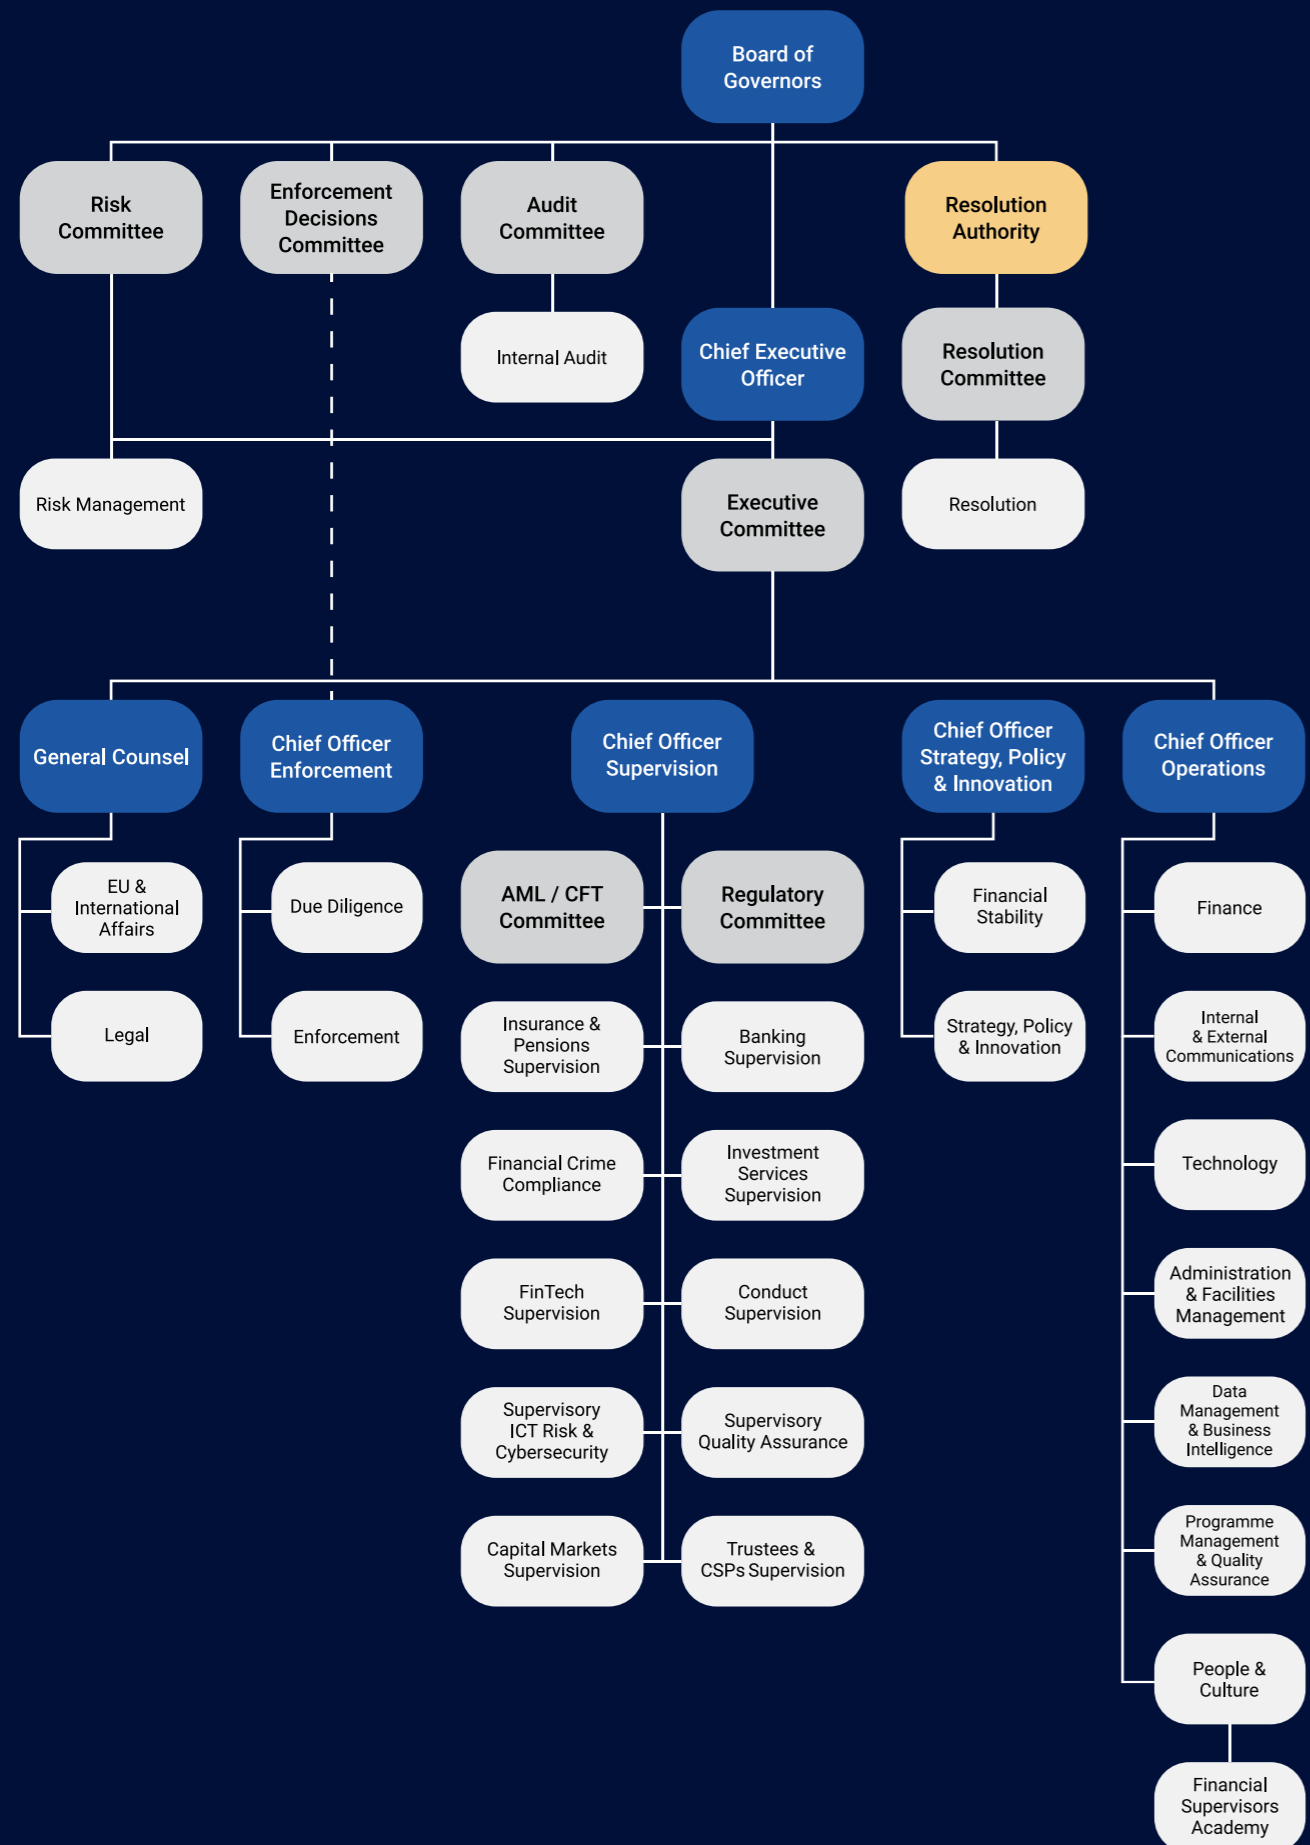 Board of
Governors
Risk
Committee
Enforcement
Decisions
Committee
Audit
Committee
Resolution
Authority
Internal Audit
Chief Executive
Officer
Resolution
Committee
Risk Management
Executive
Committee
Resolution
General Counsel
Chief Officer
Enforcement
Chief Officer
Supervision
Chief Officer
Strategy, Policy
& Innovation
Chief Officer
Operations
EU &
International
Affairs
Legal
Due Diligence
Enforcement
AML / CFT
Committee
Regulatory
Committee
Insurance &
Pensions
Supervision
Banking
Supervision
Financial Crime
Compliance
Investment
Services
Supervision
FinTech
Supervision
Conduct
Supervision
Supervisory
ICT Risk &
Cybersecurity
Supervisory
Quality Assurance
Capital Markets
Supervision
Trustees &
CSPs Supervision
Financial
Stability
Strategy, Policy
& Innovation
Finance
Internal
& External
Communications
Technology
Administration
& Facilities
Management
Data
Management
& Business
Intelligence
Programme
Management
& Quality
Assurance
People &
Culture
Financial
Supervisors
Academy